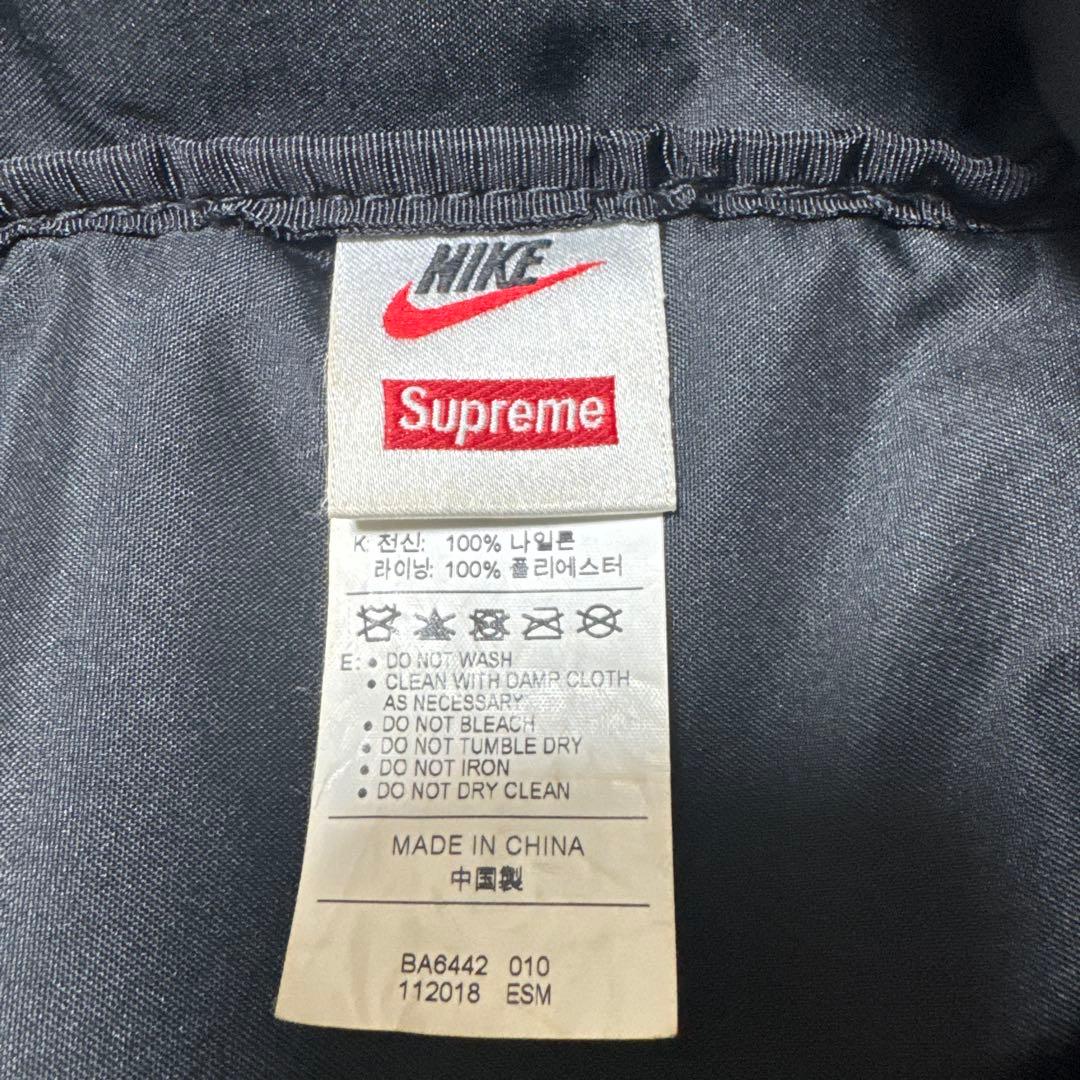 NIKE
Supreme
K: 전신: 100% 나일론
라이닝: 100% 폴리에스터
E: • DO NOT WASH
• CLEAN WITH DAMP CLOTH
AS NECESSARY
• DO NOT BLEACH
• DO NOT TUMBLE DRY
• DO NOT IRON
• DO NOT DRY CLEAN
MADE IN CHINA
中国製
BA6442 010
112018 ESM